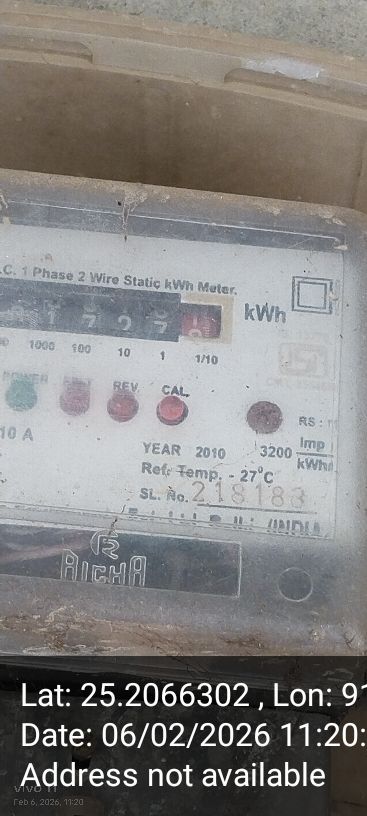 .C. 1 Phase 2 Wire Static kWh Meter.
kWh
1000 100 10 1 1/10
POWER REV. CAL.
10 A
RS :
YEAR 2010 3200 Imp
kWh
Ref. Temp. - 27°C
SL. No. 218183
/INDIA
AlCHA
Lat: 25.2066302 , Lon: 91
Date: 06/02/2026 11:20:
Address not available
Feb 6, 2026, 11:20